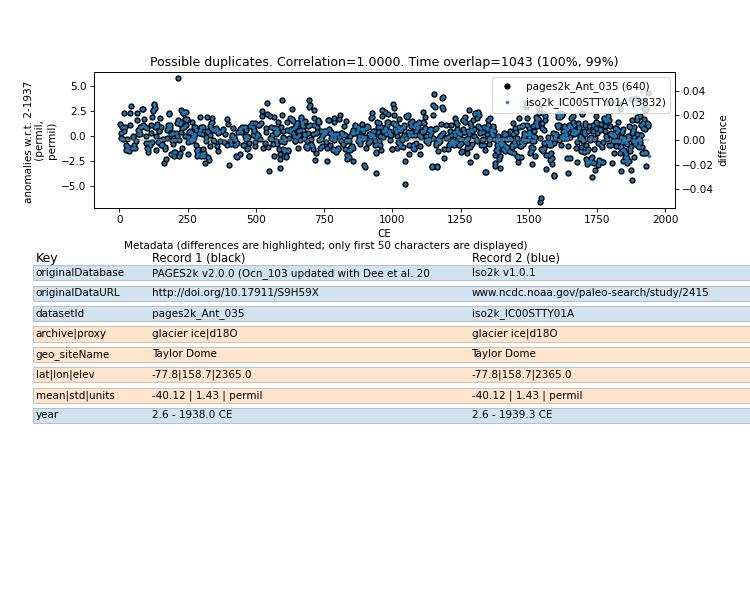 Possible duplicates. Correlation=1.0000. Time overlap=1043 (100%, 99%)
anomalies w.r.t. 2-1937
(permil,
permil)
5.0
2.5
0.0
−2.5
−5.0
pages2k_Ant_035 (640)
iso2k_IC00STTY01A (3832)
0.04
0.02
0.00
−0.02
−0.04
difference
0 250 500 750 1000 1250 1500 1750 2000
CE
Metadata (differences are highlighted; only first 50 characters are displayed)
Key Record 1 (black) Record 2 (blue)
originalDatabase PAGES2k v2.0.0 (Ocn_103 updated with Dee et al. 20 Iso2k v1.0.1
originalDataURL http://doi.org/10.17911/S9H59X www.ncdc.noaa.gov/paleo-search/study/2415
datasetId pages2k_Ant_035 iso2k_IC00STTY01A
archive|proxy glacier ice|d18O glacier ice|d18O
geo_siteName Taylor Dome Taylor Dome
lat|lon|elev -77.8|158.7|2365.0 -77.8|158.7|2365.0
mean|std|units -40.12 | 1.43 | permil -40.12 | 1.43 | permil
year 2.6 - 1938.0 CE 2.6 - 1939.3 CE